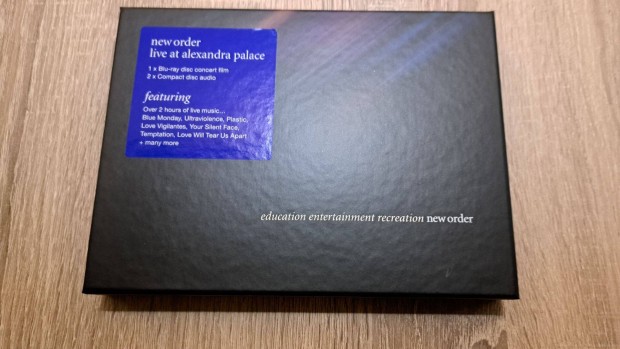 new order
live at alexandra palace
1 x Blu-ray disc concert film
2 x Compact disc audio
featuring
Over 2 hours of live music...
Blue Monday, Ultraviolence, Plastic,
Love Vigilantes, Your Silent Face,
Temptation, Love Will Tear Us Apart
+ many more
education entertainment recreation new order